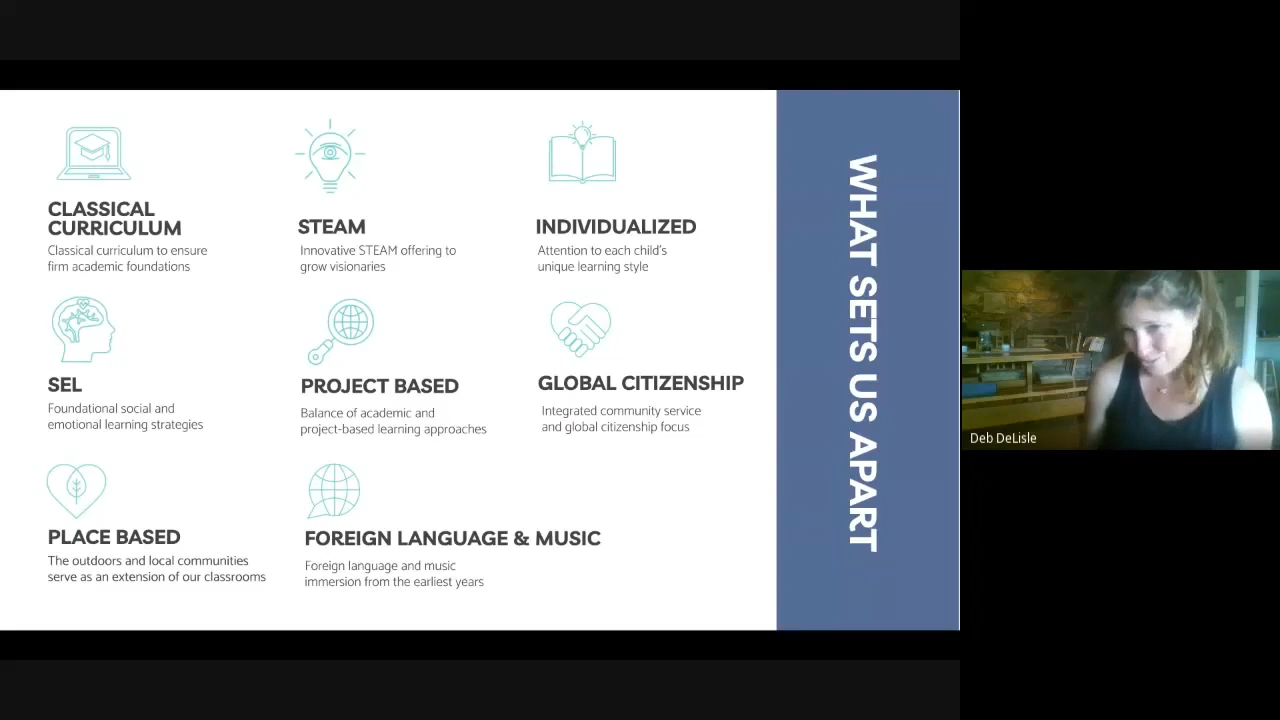 CLASSICAL
CURRICULUM
Classical curriculum to ensure
firm academic foundations
STEAM
Innovative STEAM offering to
grow visionaries
INDIVIDUALIZED
Attention to each child's
unique learning style
SEL
Foundational social and
emotional learning strategies
PROJECT BASED
Balance of academic and
project-based learning approaches
GLOBAL CITIZENSHIP
Integrated community service
and global citizenship focus
PLACE BASED
The outdoors and local communities
serve as an extension of our classrooms
FOREIGN LANGUAGE & MUSIC
Foreign language and music
immersion from the earliest years
WHAT SETS US APART
Deb DeLisle